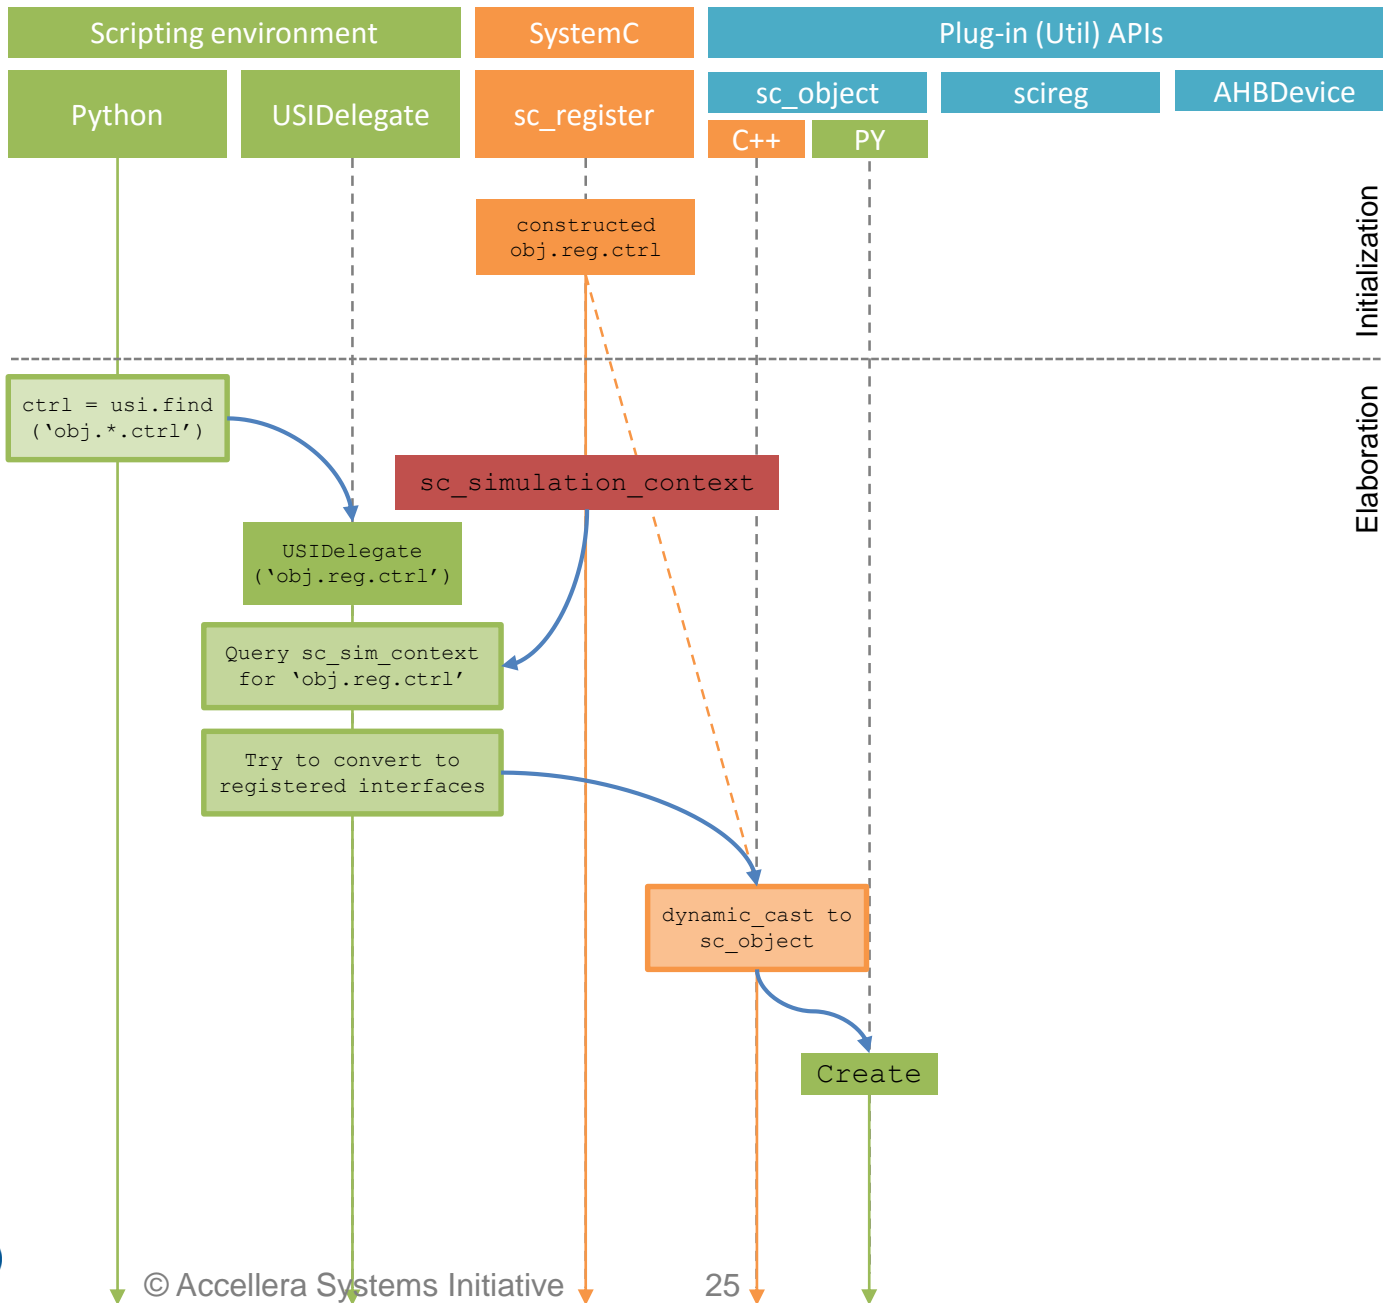 Scripting environment
SystemC
Plug-in (Util) APIs
Python
USIDelegate
sc_register
sc_object
scireg
AHBDevice
C++
PY
constructed
obj.reg.ctrl
Initialization
ctrl = usi.find
(‘obj.*.ctrl’)
Elaboration
sc_simulation_context
USIDelegate
(‘obj.reg.ctrl’)
Query sc_sim_context
for ‘obj.reg.ctrl’
Try to convert to
registered interfaces
dynamic_cast to
sc_object
Create
© Accellera Systems Initiative
25